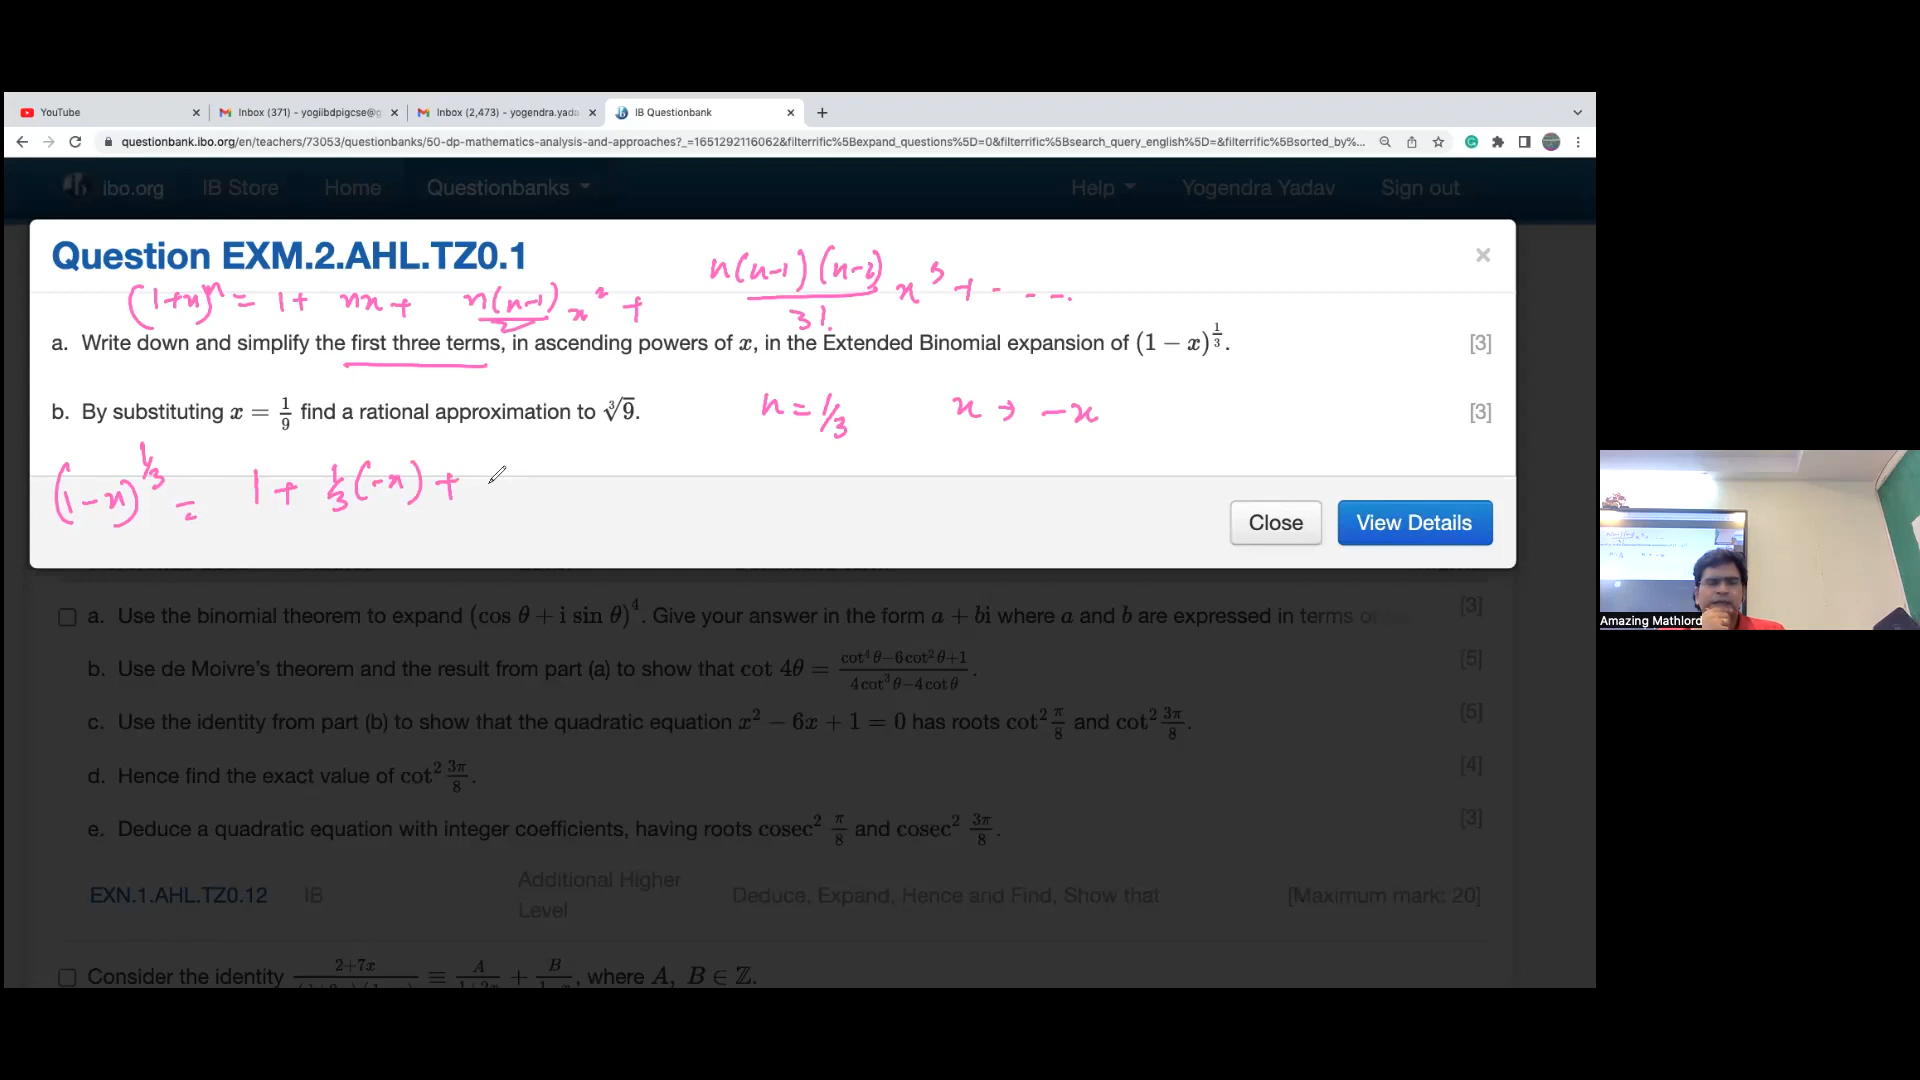 YouTube
Inbox (371) - yogiibdpigcse@g
Inbox (2,473) - yogendra.yada
IB Questionbank
questionbank.ibo.org/en/teachers/73053/questionbanks/50-dp-mathematics-analysis-and-approaches?_=1651292116062&filterrific%5Bexpand_questions%5D=0&filterrific%5Bsearch_query_english%5D=&filterrific%5Bsorted_by%...
ibo.org IB Store Home Questionbanks Help Yogendra Yadav Sign out
Question EXM.2.AHL.TZ0.1
(1+x)^n = 1 + nx + n(n-1)/2 x^2 + n(n-1)(n-2)/3! x^3 + - - - -
a. Write down and simplify the first three terms, in ascending powers of x, in the Extended Binomial expansion of (1 − x)^{1/3}. [3]
b. By substituting x = 1/9 find a rational approximation to ∛9. [3]
n = 1/3 x → -x
(1-x)^{1/3} = 1 + 1/3(-x) +
Close View Details
a. Use the binomial theorem to expand (cos θ + i sin θ)^4. Give your answer in the form a + bi where a and b are expressed in terms [3]
b. Use de Moivre's theorem and the result from part (a) to show that cot 4θ = (cot^4 θ−6cot^2 θ+1)/(4cot^3 θ−4cot θ). [5]
c. Use the identity from part (b) to show that the quadratic equation x^2 − 6x + 1 = 0 has roots cot^2 π/8 and cot^2 3π/8. [5]
d. Hence find the exact value of cot^2 3π/8. [4]
e. Deduce a quadratic equation with integer coefficients, having roots cosec^2 π/8 and cosec^2 3π/8. [3]
EXN.1.AHL.TZ0.12 IB Additional Higher Level Deduce, Expand, Hence and Find, Show that [Maximum mark: 20]
Consider the identity 2+7x ≡ A + B, where A, B ∈ ℤ.
Amazing Mathlord